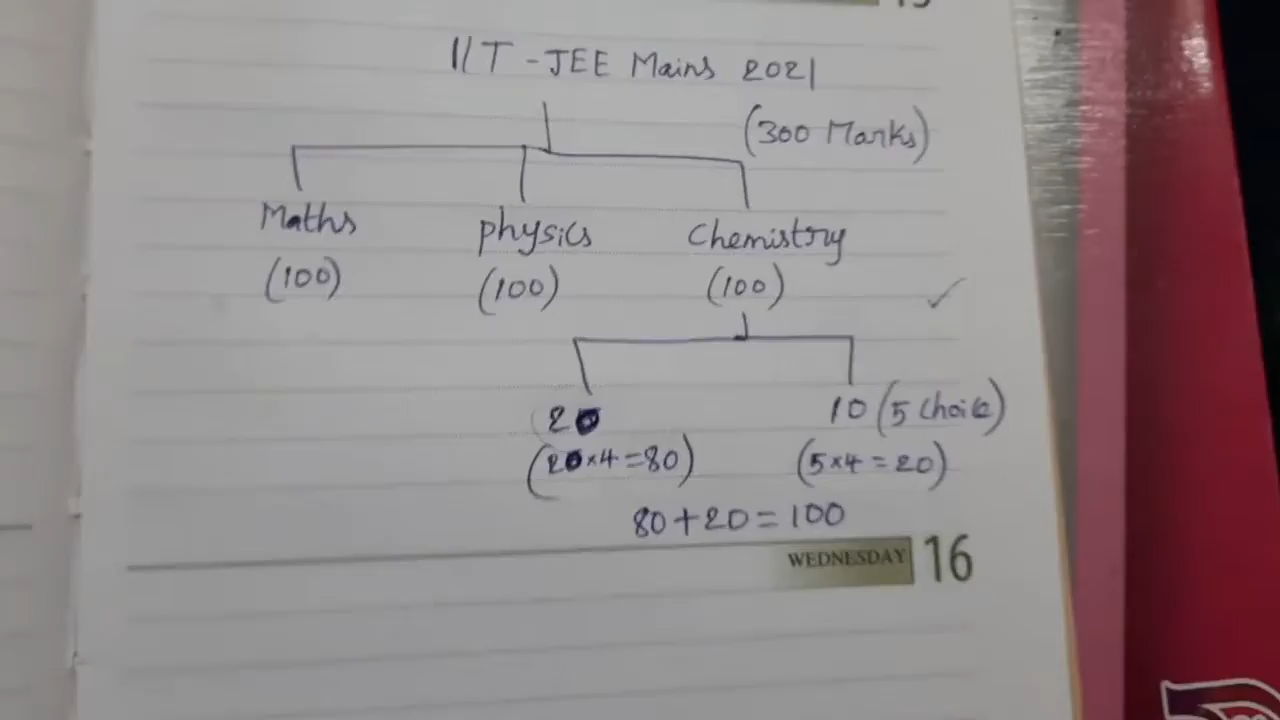 IIT - JEE Mains 2021
(300 Marks)
Maths physics Chemistry
(100) (100) (100)
20 10 (5 Choice)
(20×4=80) (5×4=20)
80+20=100
WEDNESDAY 16